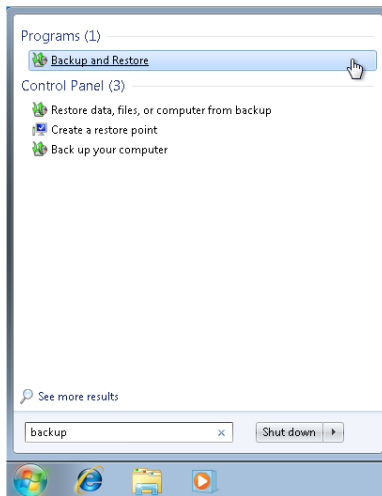 Programs (1)
Backup and Restore
Control Panel (3)
Restore data, files, or computer from backup
Create a restore point
Back up your computer
See more results
backup
Shut down